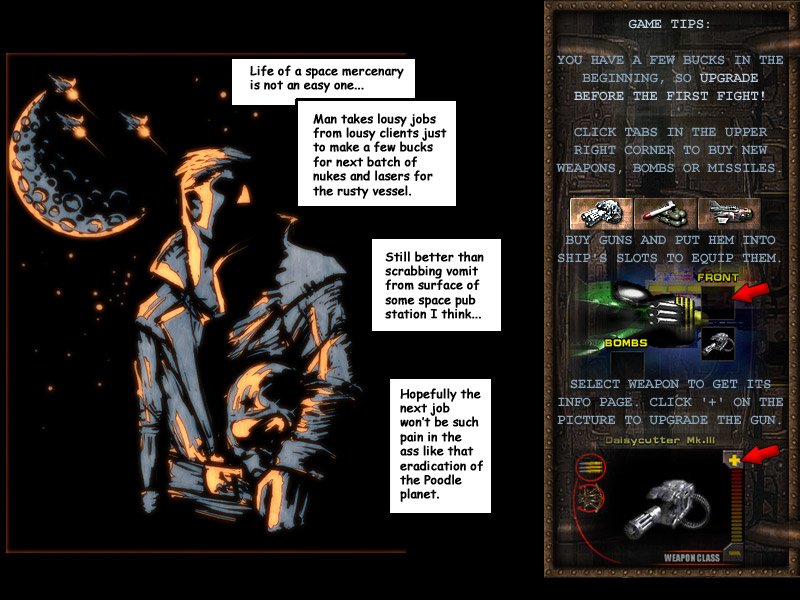 Life of a space mercenary
is not an easy one...
Man takes lousy jobs
from lousy clients just
to make a few bucks
for next batch of
nukes and lasers for
the rusty vessel.
Still better than
scrabbing vomit
from surface of
some space pub
station I think...
Hopefully the
next job
won't be such
pain in the
ass like that
eradication of
the Poodle
planet.
GAME TIPS:
YOU HAVE A FEW BUCKS IN THE
BEGINNING, SO UPGRADE
BEFORE THE FIRST FIGHT!
CLICK TABS IN THE UPPER
RIGHT CORNER TO BUY NEW
WEAPONS, BOMBS OR MISSILES.
BUY GUNS AND PUT HEM INTO
SHIP'S SLOTS TO EQUIP THEM.
FRONT
BOMBS
SELECT WEAPON TO GET ITS
INFO PAGE. CLICK '+' ON THE
PICTURE TO UPGRADE THE GUN.
Daisycutter Mk.III
WEAPON CLASS